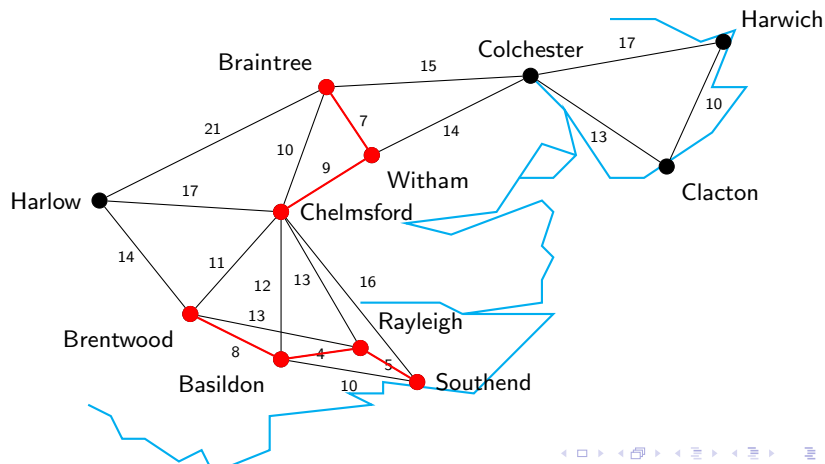 Harwich
17
Colchester
Braintree
15
10
7
14
13
21
10
9
Witham
17
Clacton
Harlow
Chelmsford
14
11
12
13
16
13
Rayleigh
Brentwood
8
4
5
Basildon
10
Southend